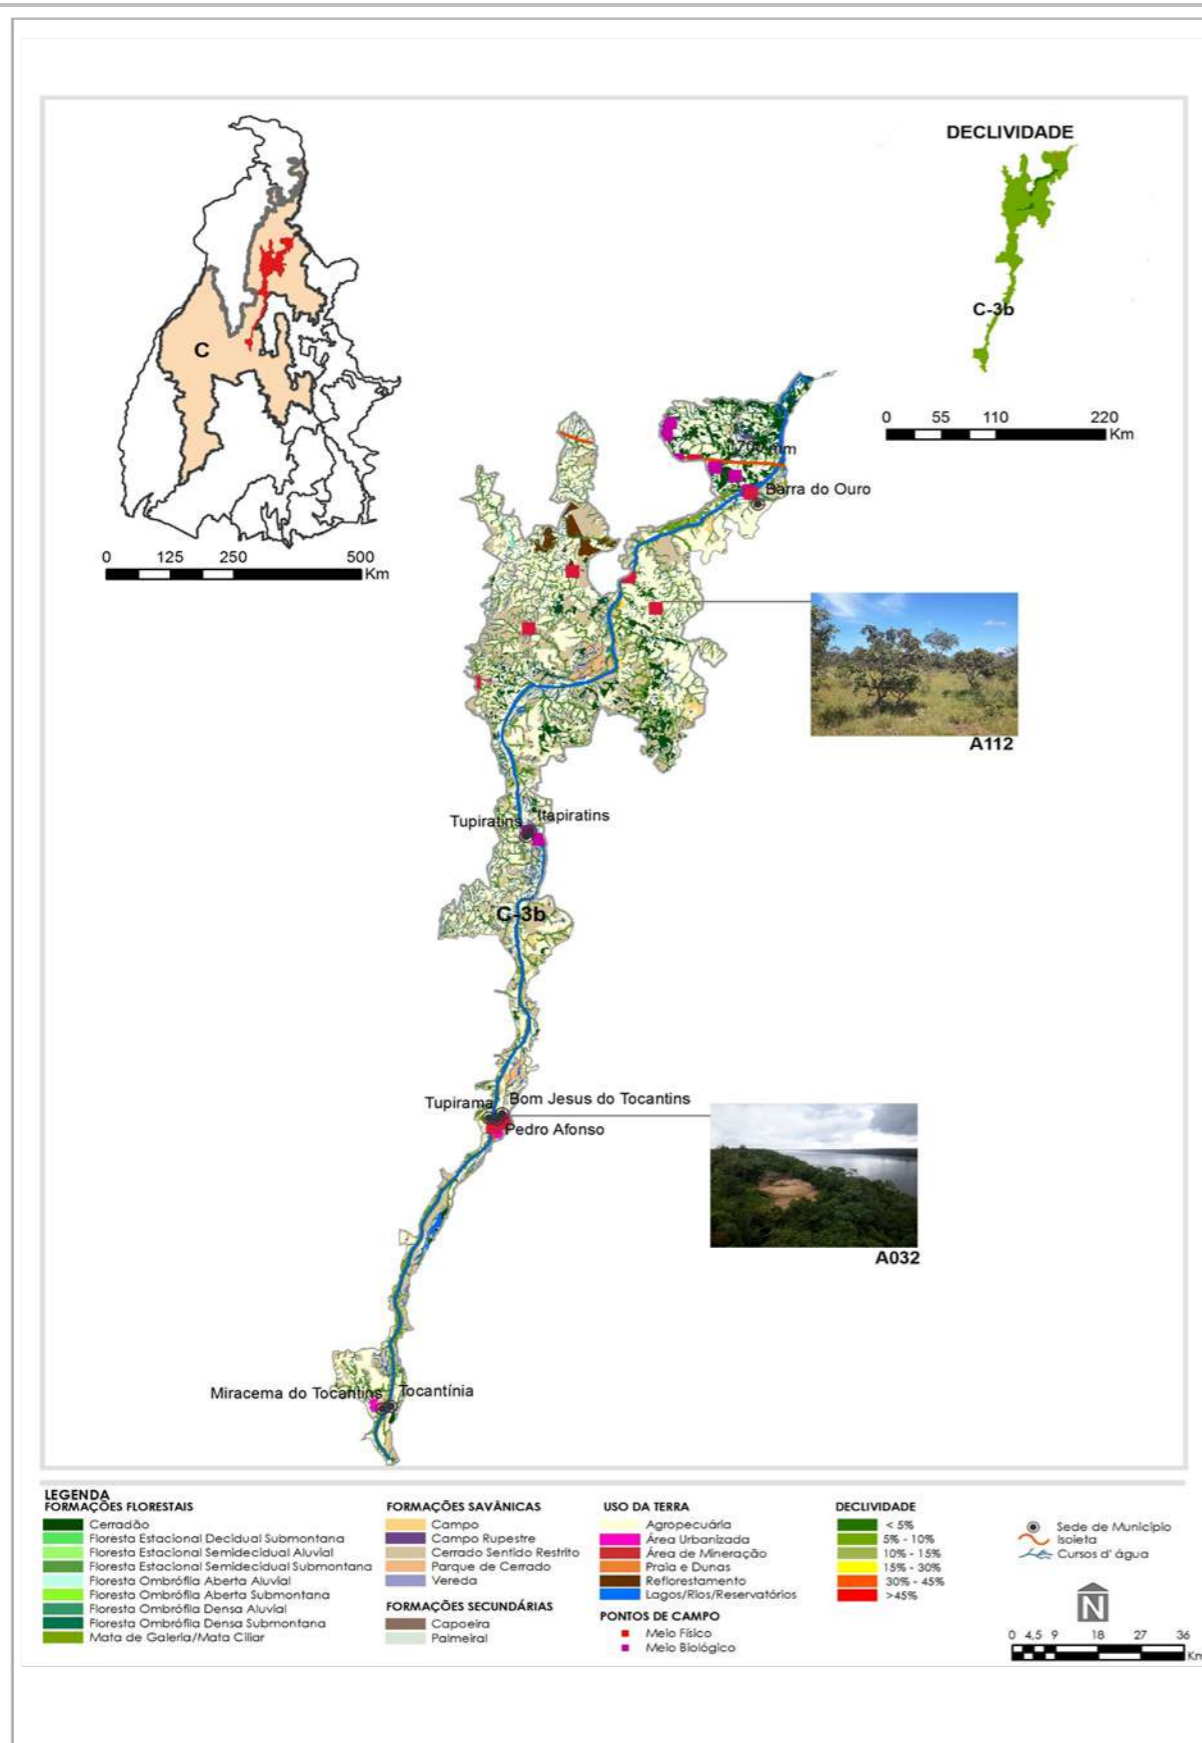 DECLIVIDADE
C
C-3b
0 55 110 220
Km
0 125 250 500
Km
Barra do Ouro
A112
Tupiratins
Itapiratins
C-3b
Tupirama
Bom Jesus do Tocantins
Pedro Afonso
A032
Miracema do Tocantins
Tocantínia
LEGENDA
FORMAÇÕES FLORESTAIS
Cerradão
Floresta Estacional Decidual Submontana
Floresta Estacional Semidecidual Aluvial
Floresta Estacional Semidecidual Submontana
Floresta Ombrófila Aberta Aluvial
Floresta Ombrófila Aberta Submontana
Floresta Ombrófila Densa Aluvial
Floresta Ombrófila Densa Submontana
Mata de Galeria/Mata Ciliar
FORMAÇÕES SAVÂNICAS
Campo
Campo Rupestre
Cerrado Sentido Restrito
Parque de Cerrado
Vereda
FORMAÇÕES SECUNDÁRIAS
Capoeira
Palmeiral
USO DA TERRA
Agropecuária
Área Urbanizada
Área de Mineração
Praia e Dunas
Reflorestamento
Lagos/Rios/Reservatórios
PONTOS DE CAMPO
Meio Físico
Meio Biológico
DECLIVIDADE
< 5%
5% - 10%
10% - 15%
15% - 30%
30% - 45%
>45%
Sede de Município
Isoieta
Cursos d' água
N
0 4,5 9 18 27 36
Km